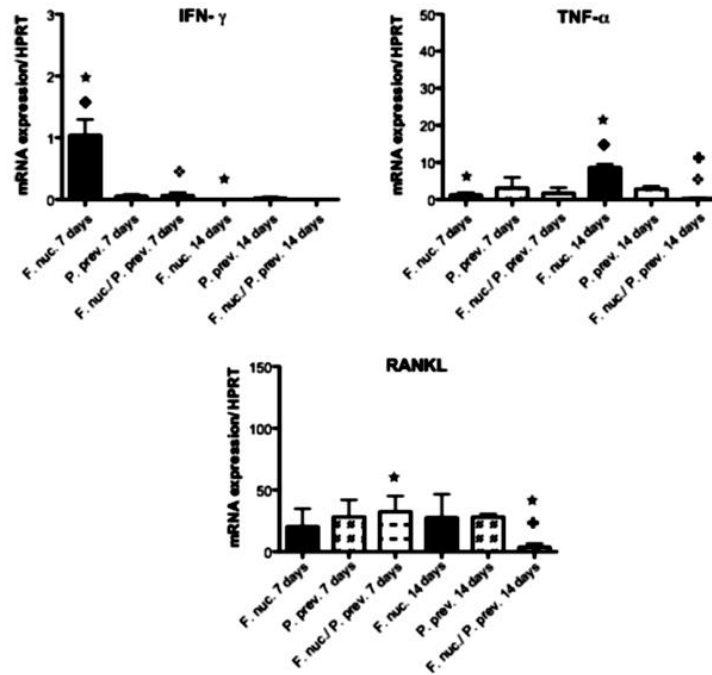 IFN- γ
mRNA expression/HPRT
3
2
1
0
F. nuc. 7 days
P. prev. 7 days
F. nuc./ P. prev. 7 days
F. nuc. 14 days
P. prev. 14 days
F. nuc./ P. prev. 14 days
TNF-α
mRNA expression/HPRT
50
40
30
20
10
0
F. nuc. 7 days
P. prev. 7 days
F. nuc./ P. prev. 7 days
F. nuc. 14 days
P. prev. 14 days
F. nuc./ P. prev. 14 days
RANKL
mRNA expression/HPRT
150
100
50
0
F. nuc. 7 days
P. prev. 7 days
F. nuc./ P. prev. 7 days
F. nuc. 14 days
P. prev. 14 days
F. nuc./ P. prev. 14 days